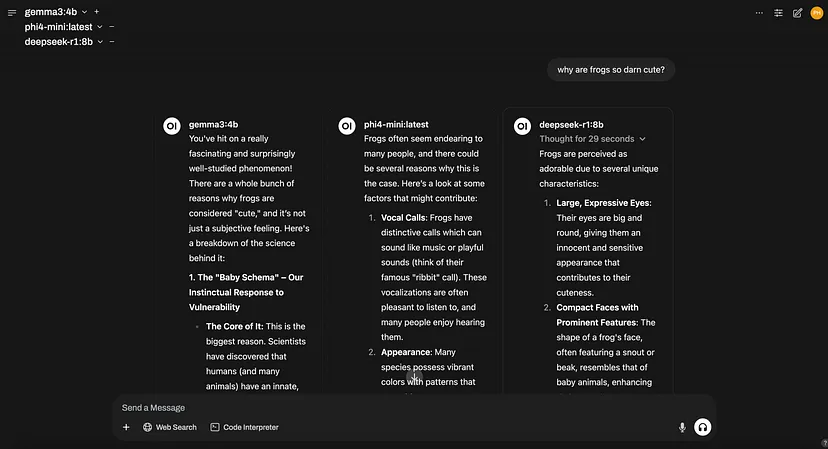 gemma3:4b
phi4-mini:latest
deepseek-r1:8b
PH
why are frogs so darn cute?
OI
gemma3:4b
You've hit on a really
fascinating and surprisingly
well-studied phenomenon!
There are a whole bunch of
reasons why frogs are
considered "cute," and it's not
just a subjective feeling. Here's
a breakdown of the science
behind it:
1. The "Baby Schema" – Our
Instinctual Response to
Vulnerability
The Core of It: This is the
biggest reason. Scientists
have discovered that
humans (and many
animals) have an innate,
OI
phi4-mini:latest
Frogs often seem endearing to
many people, and there could
be several reasons why this is
the case. Here's a look at some
factors that might contribute:
1. Vocal Calls: Frogs have
distinctive calls which can
sound like music or playful
sounds (think of their
famous "ribbit" call). These
vocalizations are often
pleasant to listen to, and
many people enjoy hearing
them.
2. Appearance: Many
species possess vibrant
colors with patterns that
OI
deepseek-r1:8b
Thought for 29 seconds
Frogs are perceived as
adorable due to several unique
characteristics:
1. Large, Expressive Eyes:
Their eyes are big and
round, giving them an
innocent and sensitive
appearance that
contributes to their
cuteness.
2. Compact Faces with
Prominent Features: The
shape of a frog's face,
often featuring a snout or
beak, resembles that of
baby animals, enhancing
Send a Message
Web Search
Code Interpreter
?